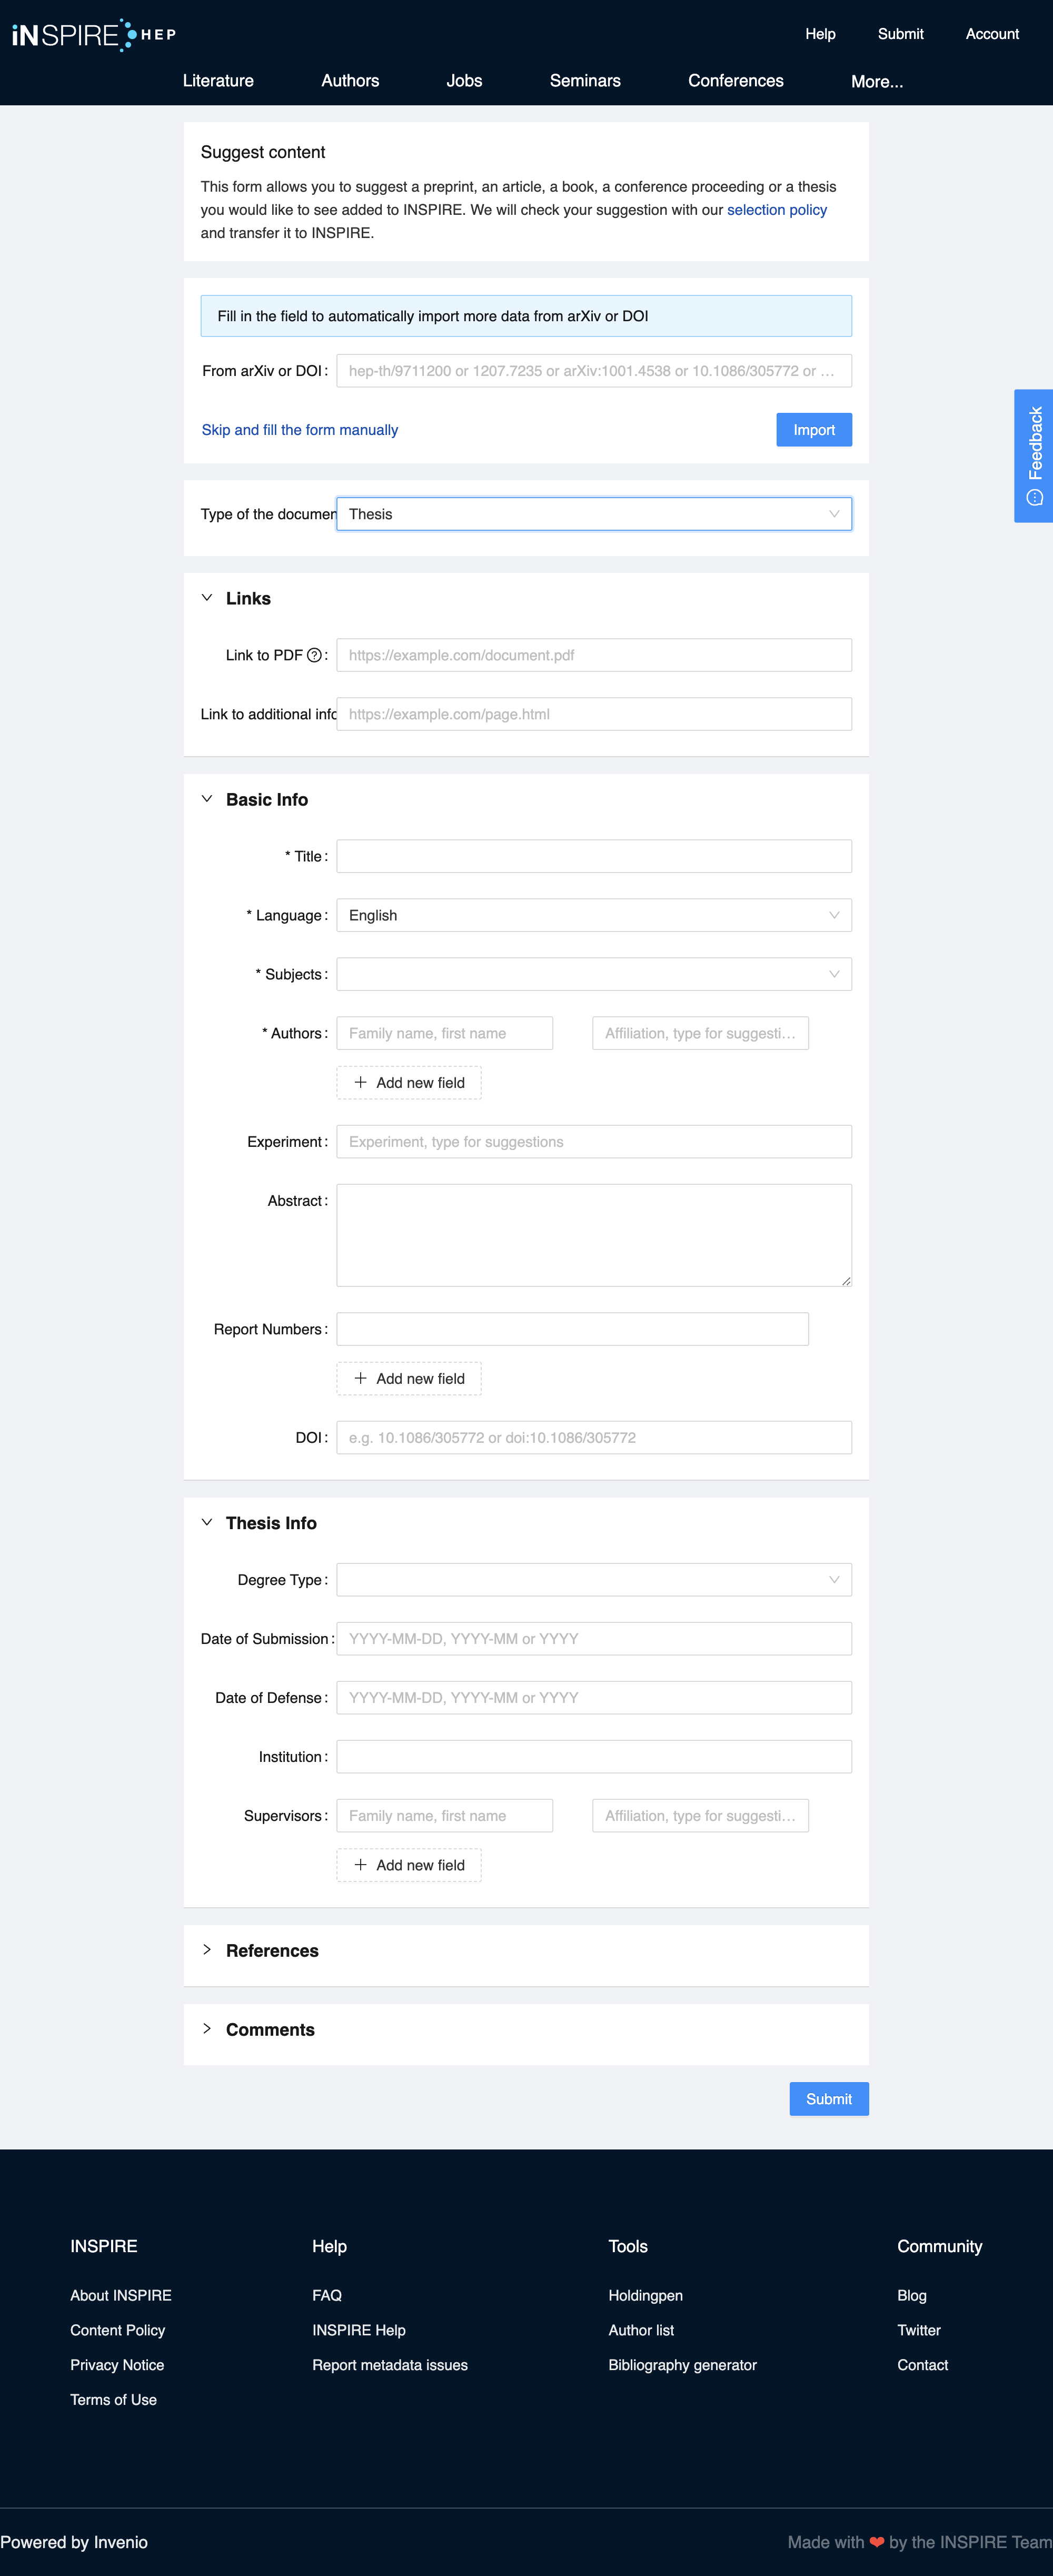 iNSPIRE HEP
Help Submit Account
Literature Authors Jobs Seminars Conferences More...
Suggest content
This form allows you to suggest a preprint, an article, a book, a conference proceeding or a thesis
you would like to see added to INSPIRE. We will check your suggestion with our selection policy
and transfer it to INSPIRE.
Fill in the field to automatically import more data from arXiv or DOI
From arXiv or DOI : hep-th/9711200 or 1207.7235 or arXiv:1001.4538 or 10.1086/305772 or ...
Skip and fill the form manually Import
Feedback
Type of the documen Thesis
Links
Link to PDF : https://example.com/document.pdf
Link to additional info https://example.com/page.html
Basic Info
* Title :
* Language : English
* Subjects :
* Authors : Family name, first name Affiliation, type for suggesti...
+ Add new field
Experiment : Experiment, type for suggestions
Abstract :
Report Numbers :
+ Add new field
DOI : e.g. 10.1086/305772 or doi:10.1086/305772
Thesis Info
Degree Type :
Date of Submission : YYYY-MM-DD, YYYY-MM or YYYY
Date of Defense : YYYY-MM-DD, YYYY-MM or YYYY
Institution :
Supervisors : Family name, first name Affiliation, type for suggesti...
+ Add new field
References
Comments
Submit
INSPIRE
About INSPIRE
Content Policy
Privacy Notice
Terms of Use
Help
FAQ
INSPIRE Help
Report metadata issues
Tools
Holdingpen
Author list
Bibliography generator
Community
Blog
Twitter
Contact
Powered by Invenio
Made with ❤ by the INSPIRE Team